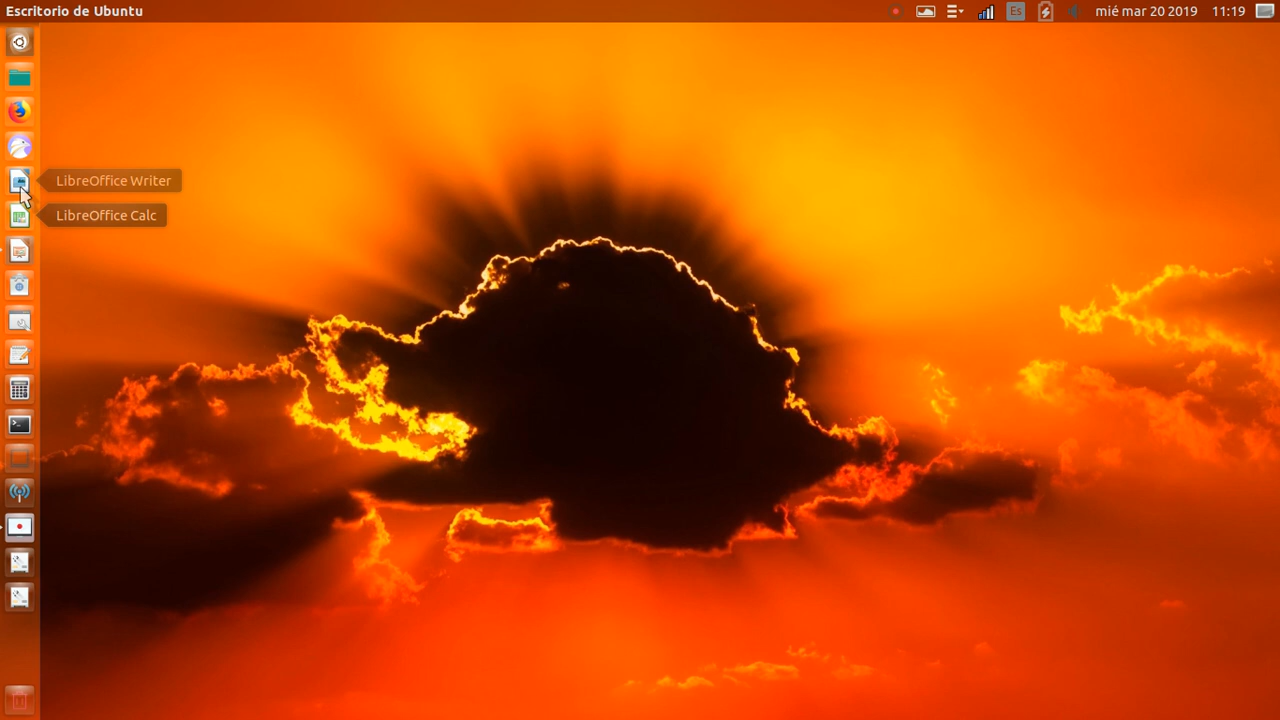 Escritorio de Ubuntu
Es
mié mar 20 2019
11:19
LibreOffice Writer
LibreOffice Calc